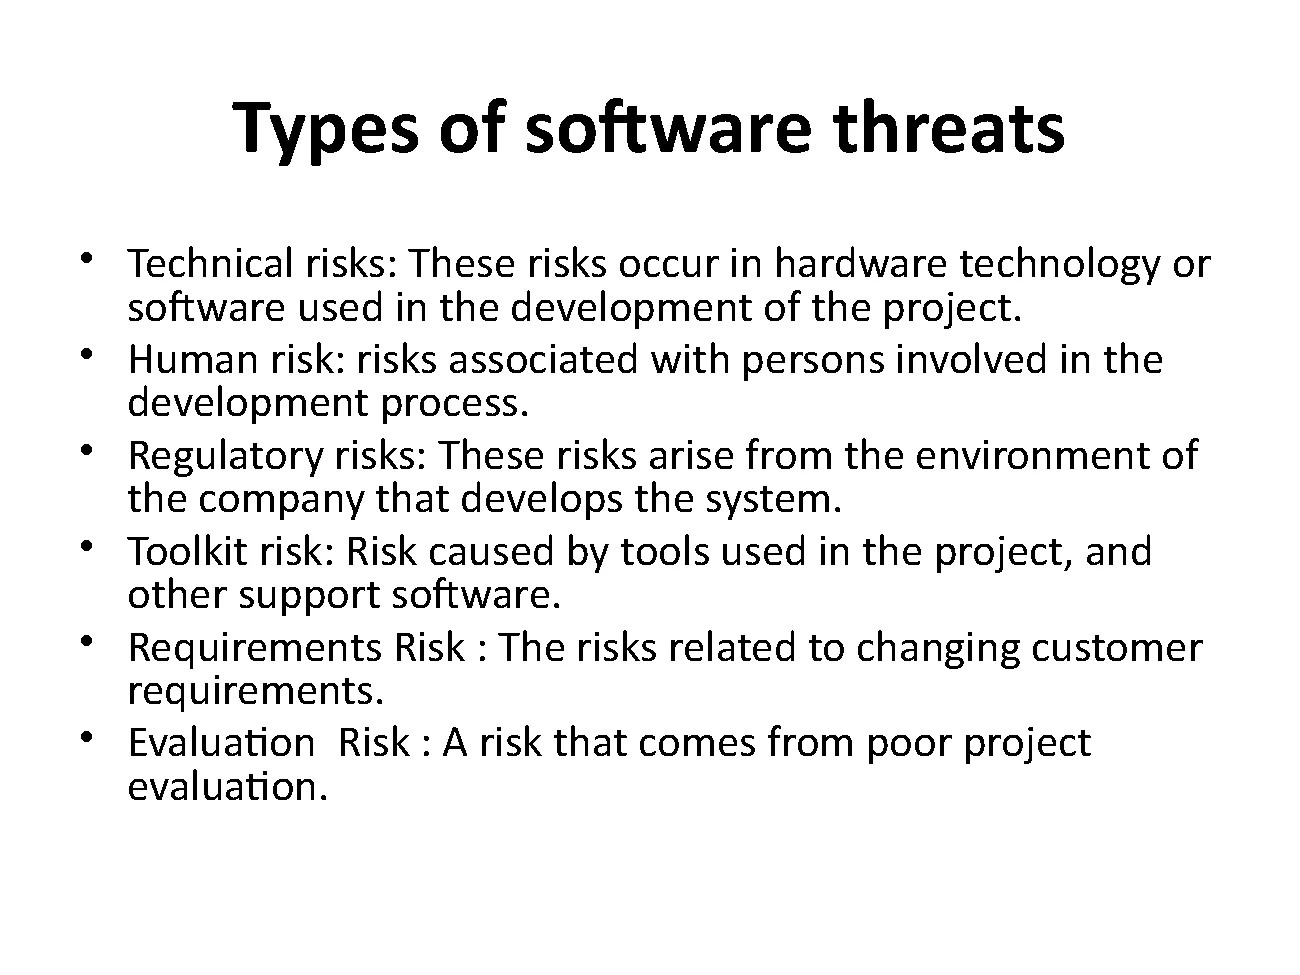 Types of software threats
• Technical risks: These risks occur in hardware technology or
software used in the development of the project.
• Human risk: risks associated with persons involved in the
development process.
• Regulatory risks: These risks arise from the environment of
the company that develops the system.
• Toolkit risk: Risk caused by tools used in the project, and
other support software.
• Requirements Risk : The risks related to changing customer
requirements.
• Evaluation  Risk : A risk that comes from poor project
evaluation.